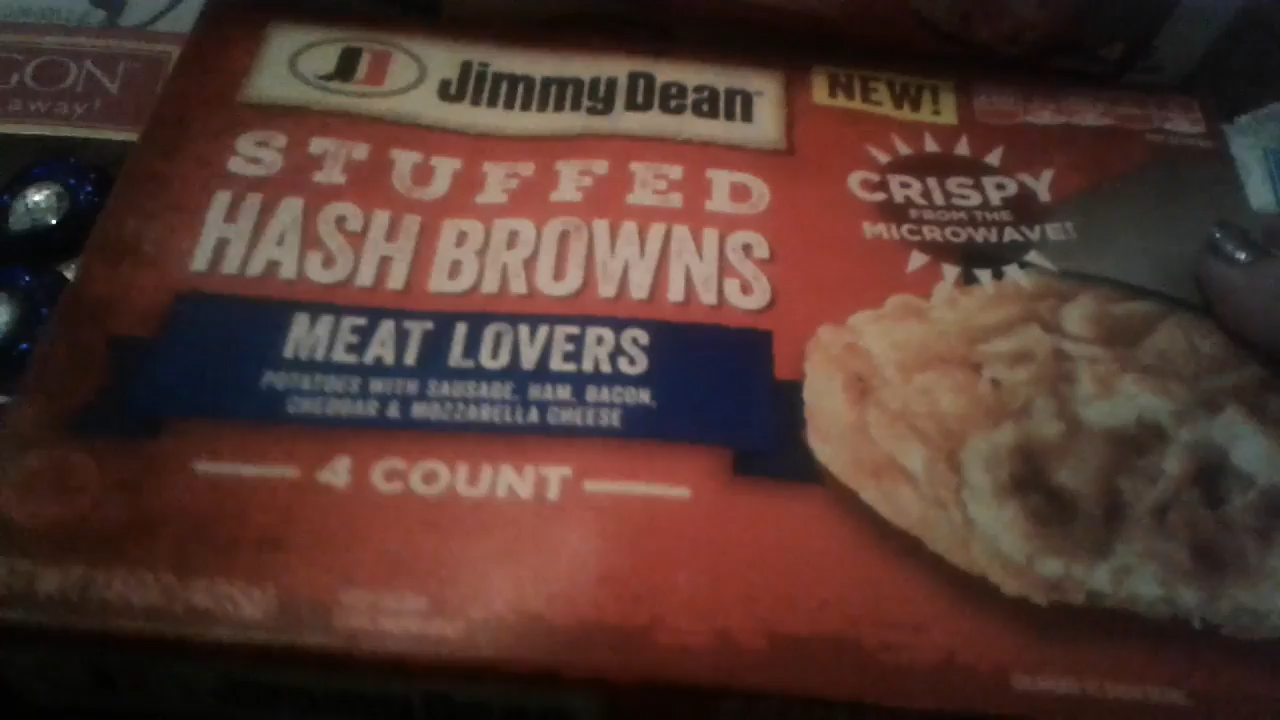 GON
away!
JD Jimmy Dean
NEW!
STUFFED
HASH BROWNS
CRISPY
FROM THE
MICROWAVE!
MEAT LOVERS
POTATOES WITH SAUSAGE, HAM, BACON,
CHEDDAR & MOZZARELLA CHEESE
4 COUNT